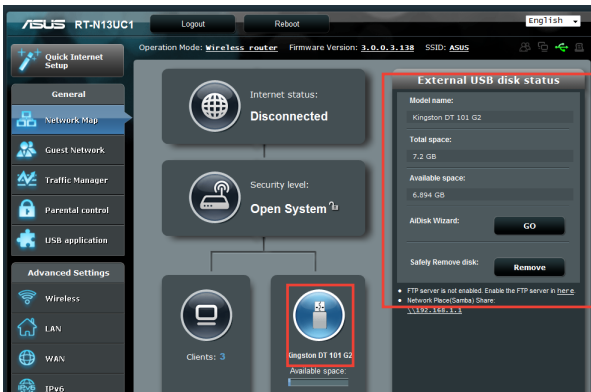 ASUS RT-N13UC1 Logout Reboot English
Operation Mode: Wireless router Firmware Version: 3.0.0.3.138 SSID: ASUS
Quick Internet
Setup
General
Network Map
Guest Network
Traffic Manager
Parental control
USB application
Advanced Settings
Wireless
LAN
WAN
IPv6
Internet status:
Disconnected
Security level:
Open System
Clients: 3
Kingston DT 101 G2
Available space:
External USB disk status
Model name:
Kingston DT 101 G2
Total space:
7.2 GB
Available space:
6.894 GB
AiDisk Wizard: GO
Safely Remove disk: Remove
FTP server is not enabled. Enable the FTP server in here.
Network Place(Samba) Share:
\\192.168.1.1